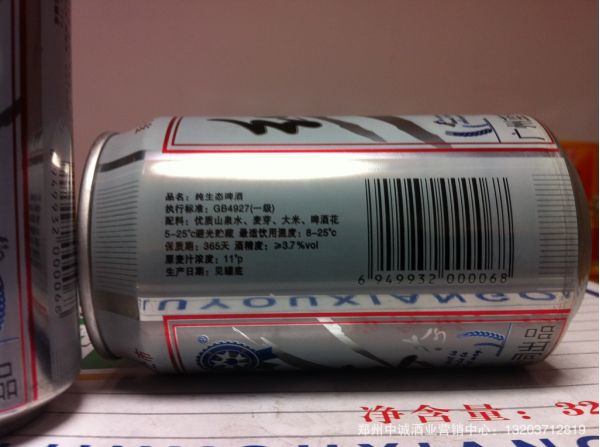 品名：纯生态啤酒
执行标准：GB4927(一级)
配料：优质山泉水、麦芽、大米、啤酒花
5-25℃避光贮藏 最适饮用温度：8-25℃
保质期：365天 酒精度：≥3.7%vol
原麦汁浓度：11°p
生产日期：见罐底
6 949932 000068
出品
净含量：32
郑州中诚酒业营销中心：13203712819